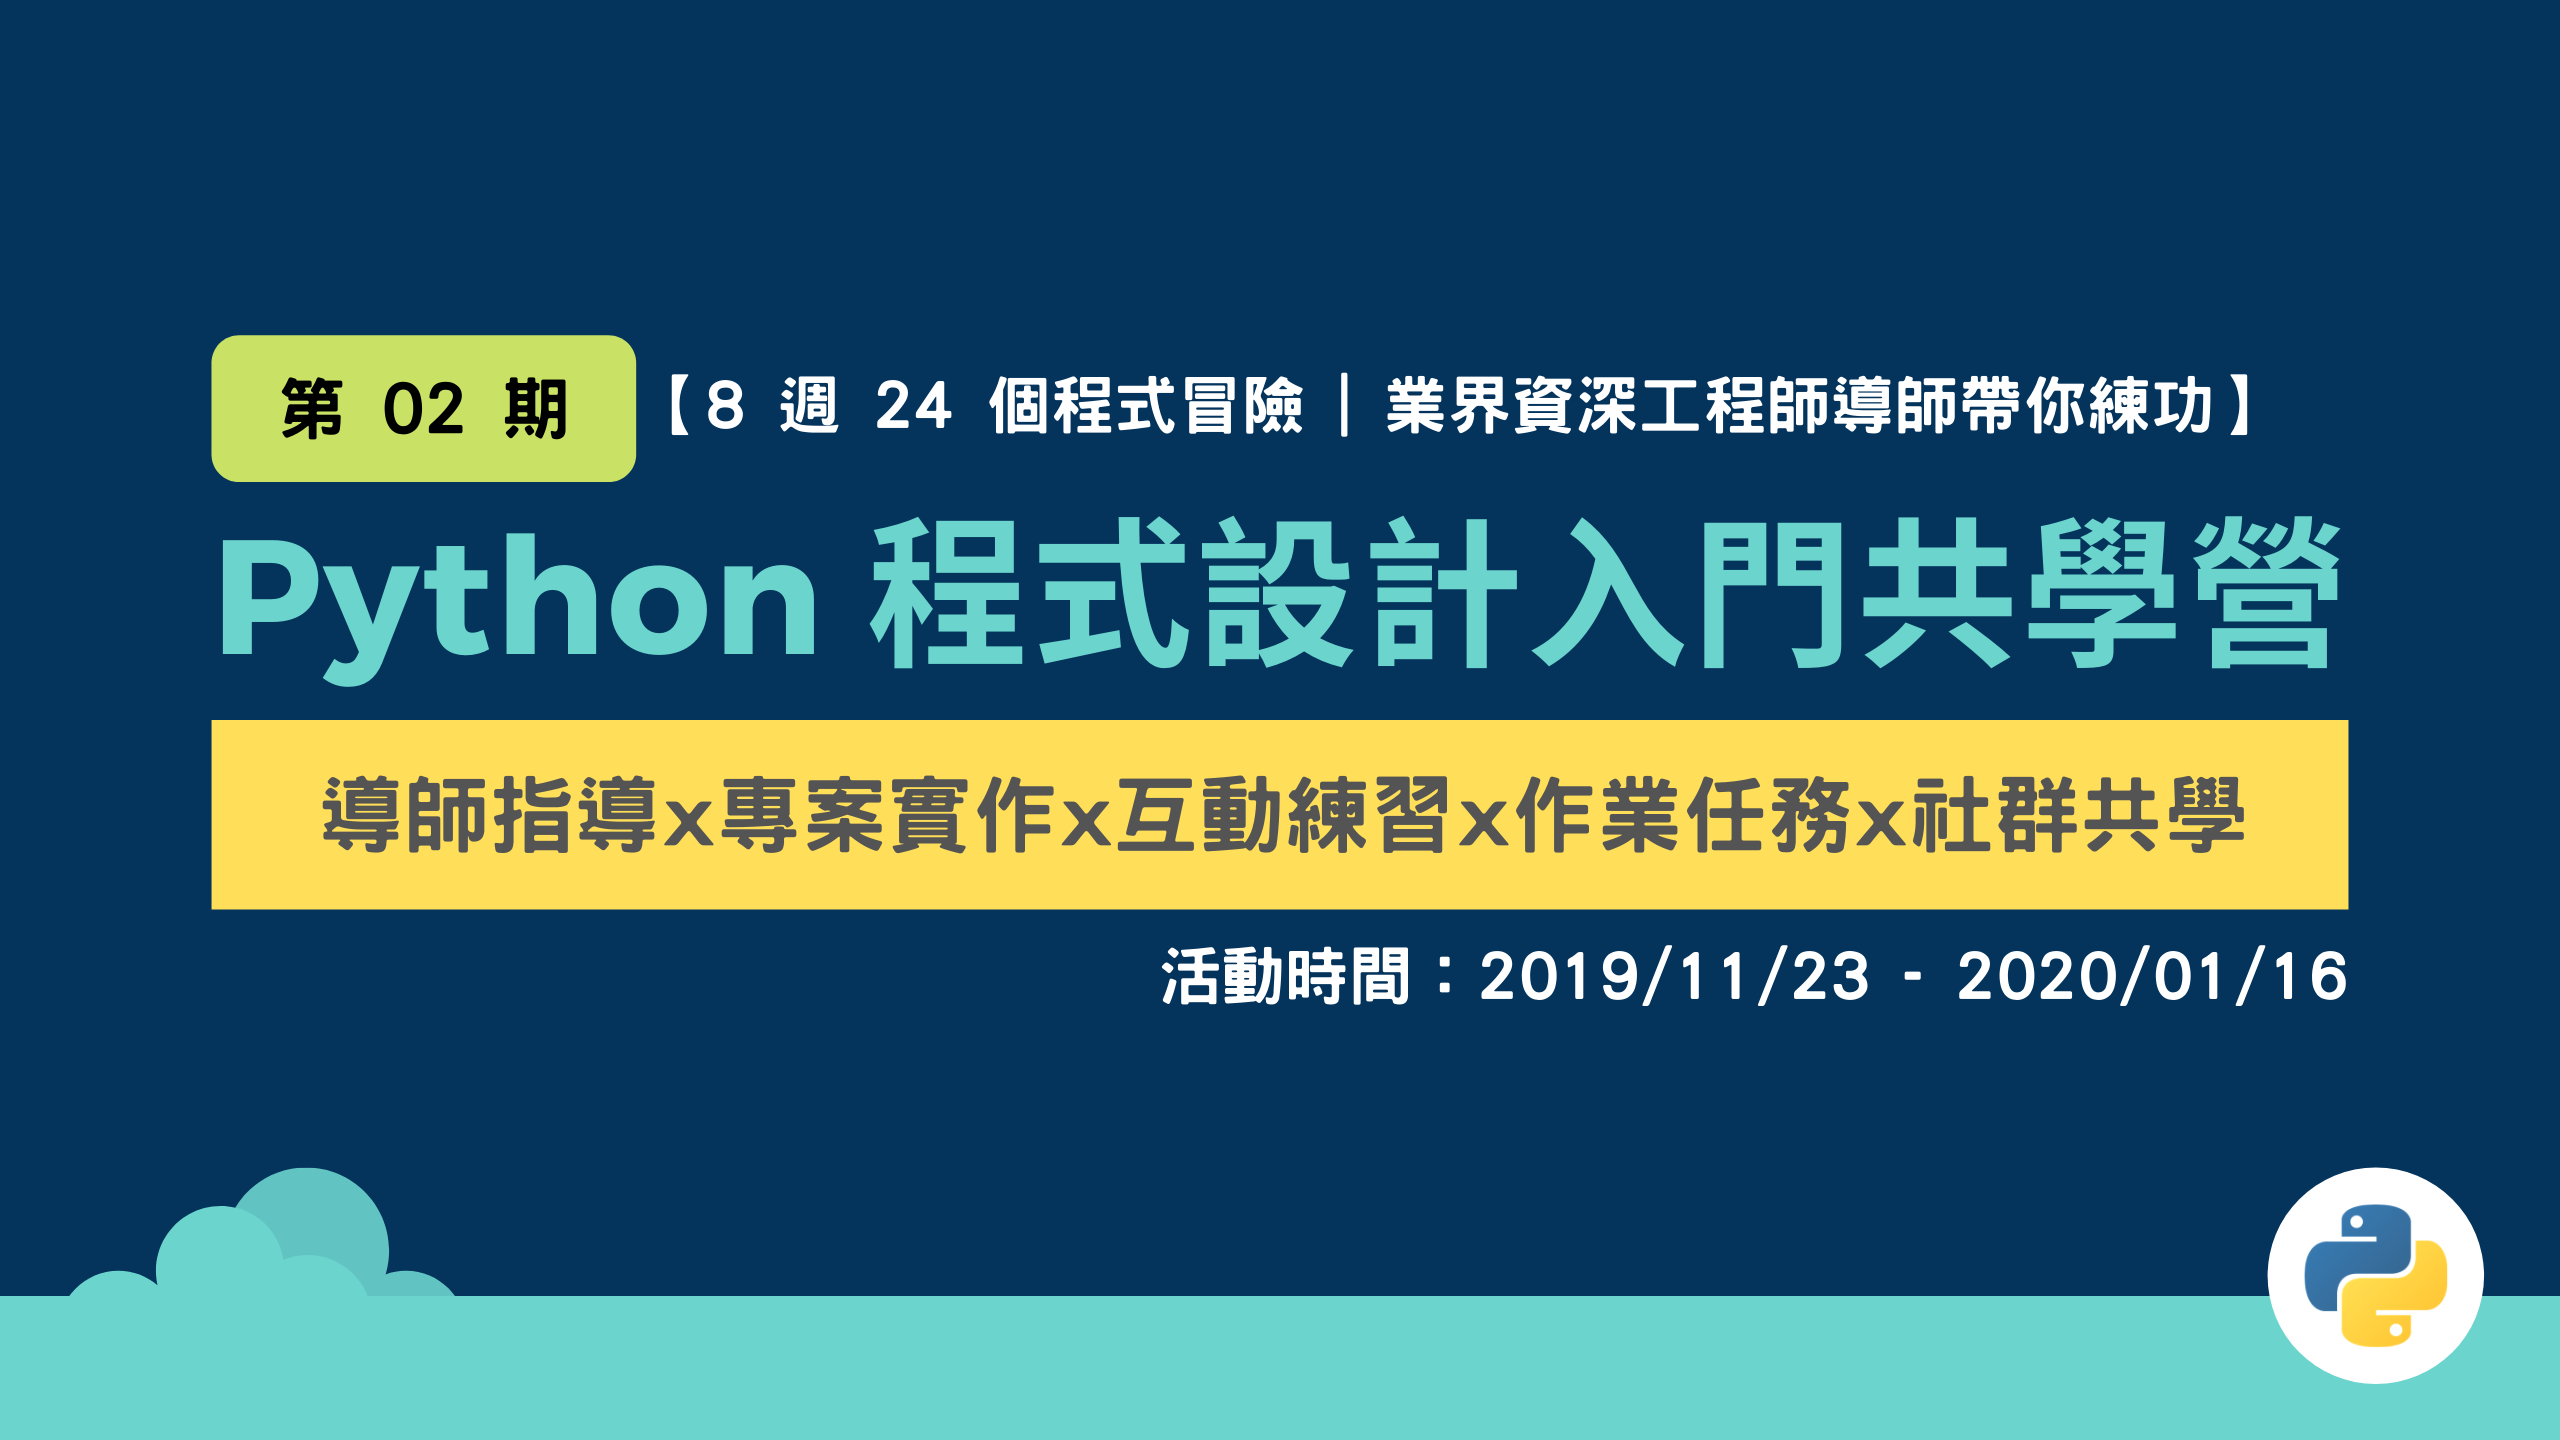 第 02 期
【8 週 24 個程式冒險 | 業界資深工程師導師帶你練功】
Python 程式設計入門共學營
導師指導x專案實作x互動練習x作業任務x社群共學
活動時間：2019/11/23 - 2020/01/16